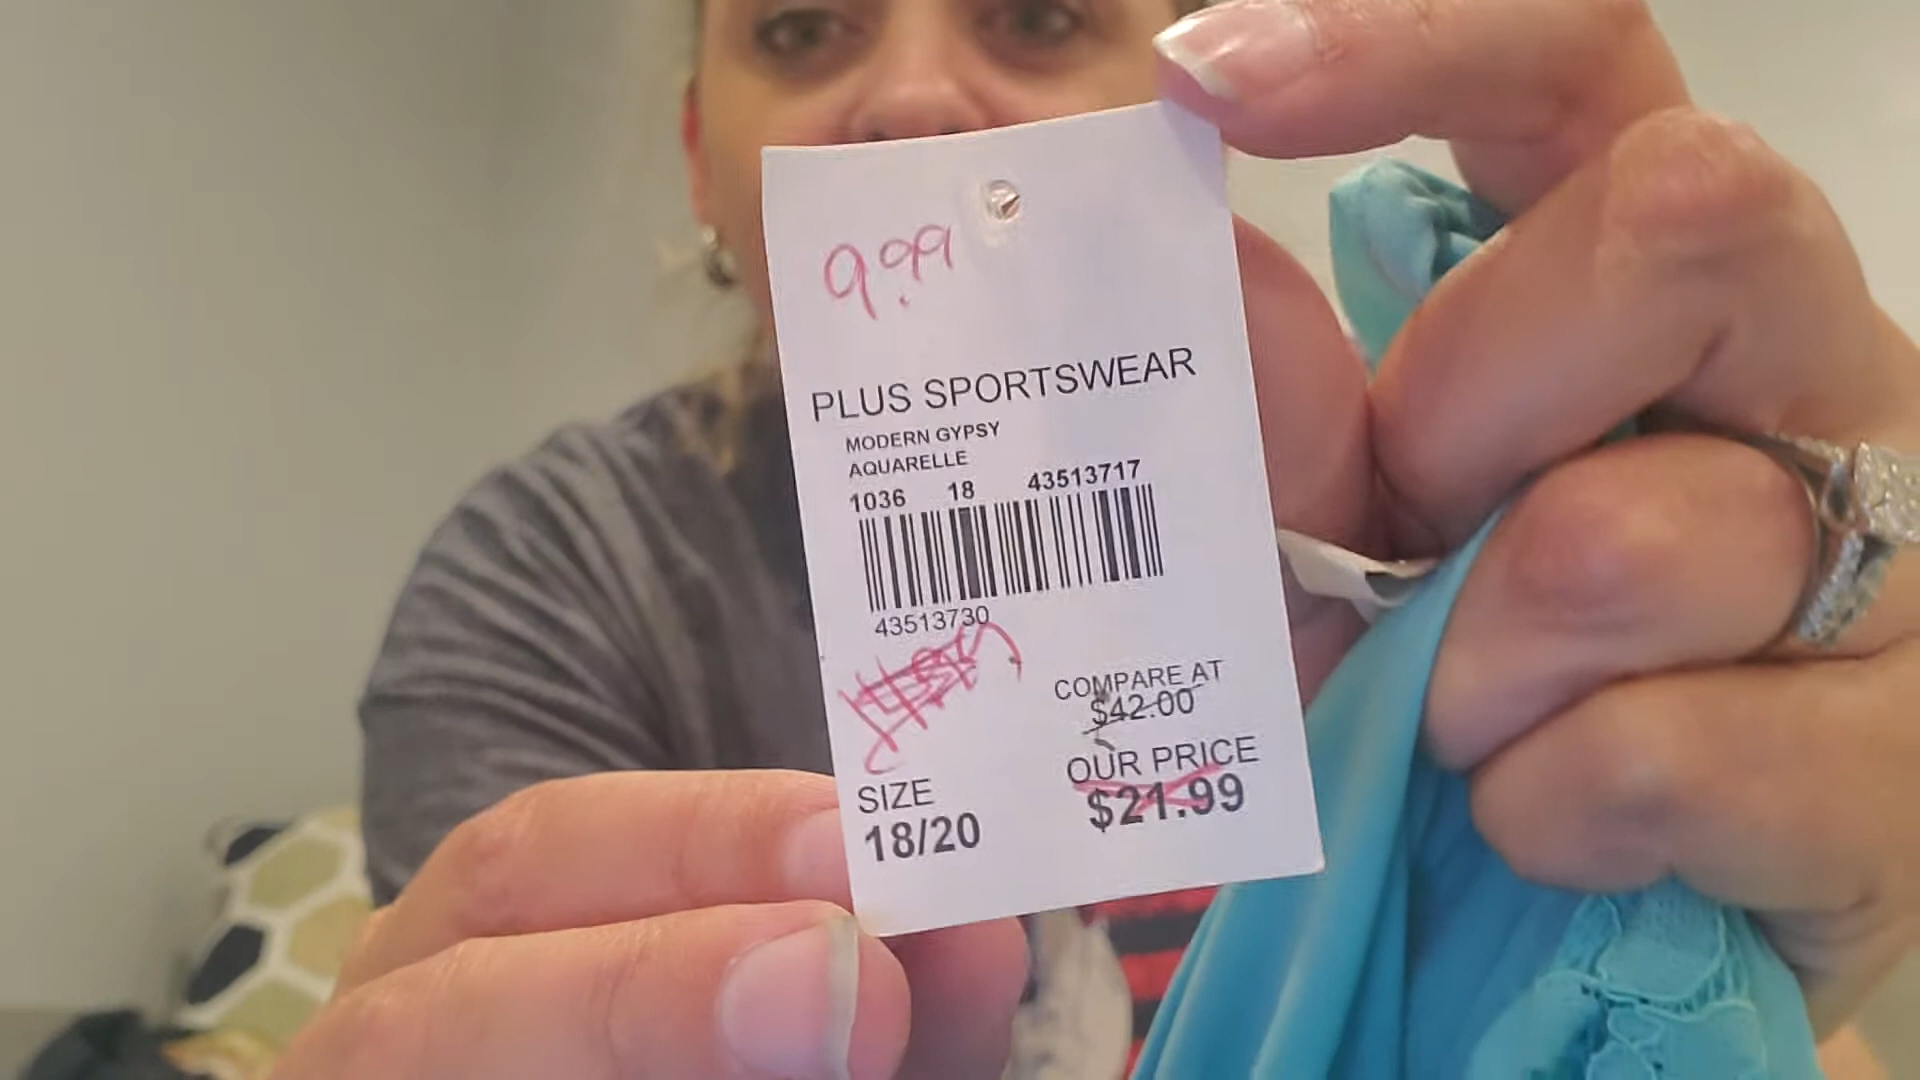 9.99
PLUS SPORTSWEAR
MODERN GYPSY
AQUARELLE
1036 18 43513717
43513730
COMPARE AT
$42.00
OUR PRICE
$21.99
SIZE
18/20